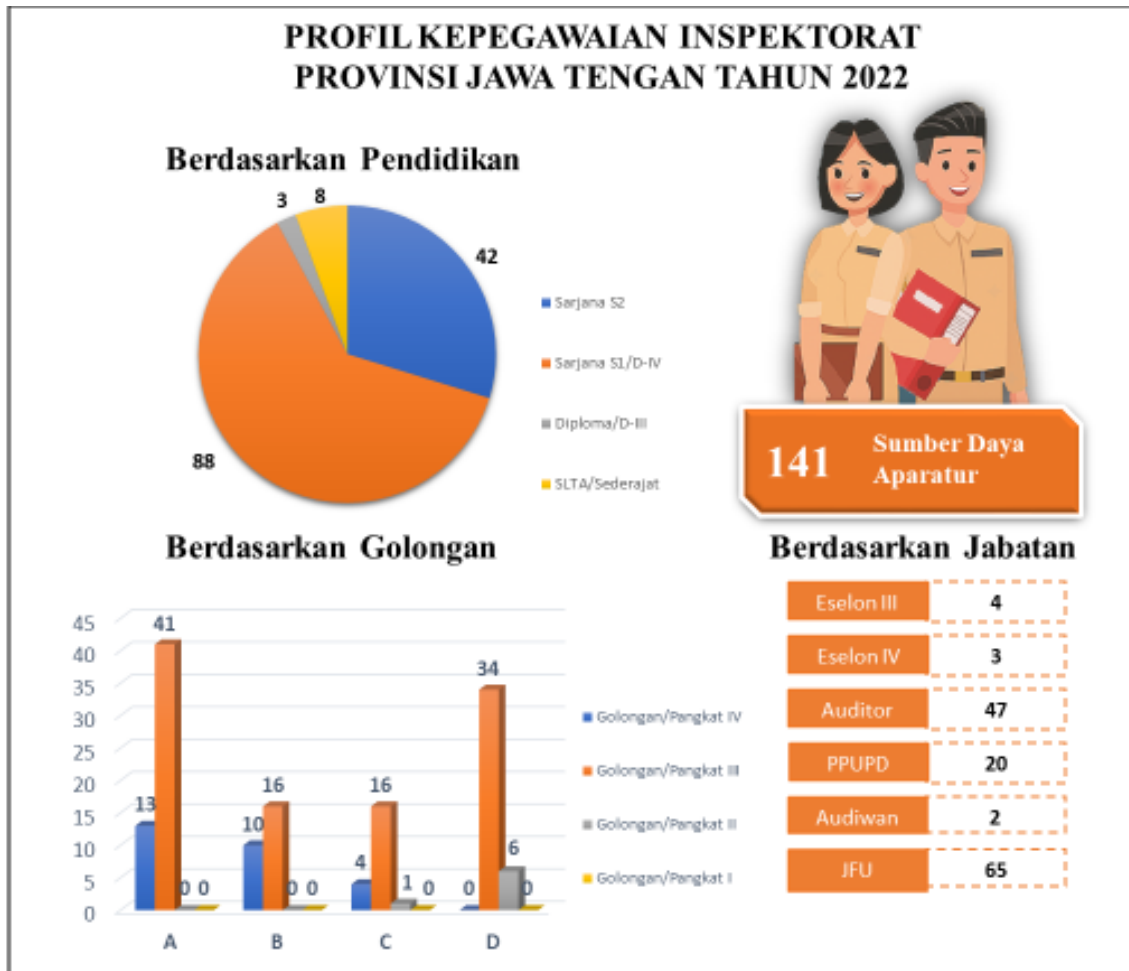 PROFIL KEPEGAWAIAN INSPEKTORAT
PROVINSI JAWA TENGAN TAHUN 2022
Berdasarkan Pendidikan
3
8
42
88
Sarjana S2
Sarjana S1/D-IV
Diploma/D-III
SLTA/Sederajat
141
Sumber Daya
Aparatur
Berdasarkan Golongan
45
40
35
30
25
20
15
10
5
0
13
41
0
0
10
16
0
0
4
16
1
0
0
34
6
0
A
B
C
D
Golongan/Pangkat IV
Golongan/Pangkat III
Golongan/Pangkat II
Golongan/Pangkat I
Berdasarkan Jabatan
Eselon III 4
Eselon IV 3
Auditor 47
PPUPD 20
Audiwan 2
JFU 65